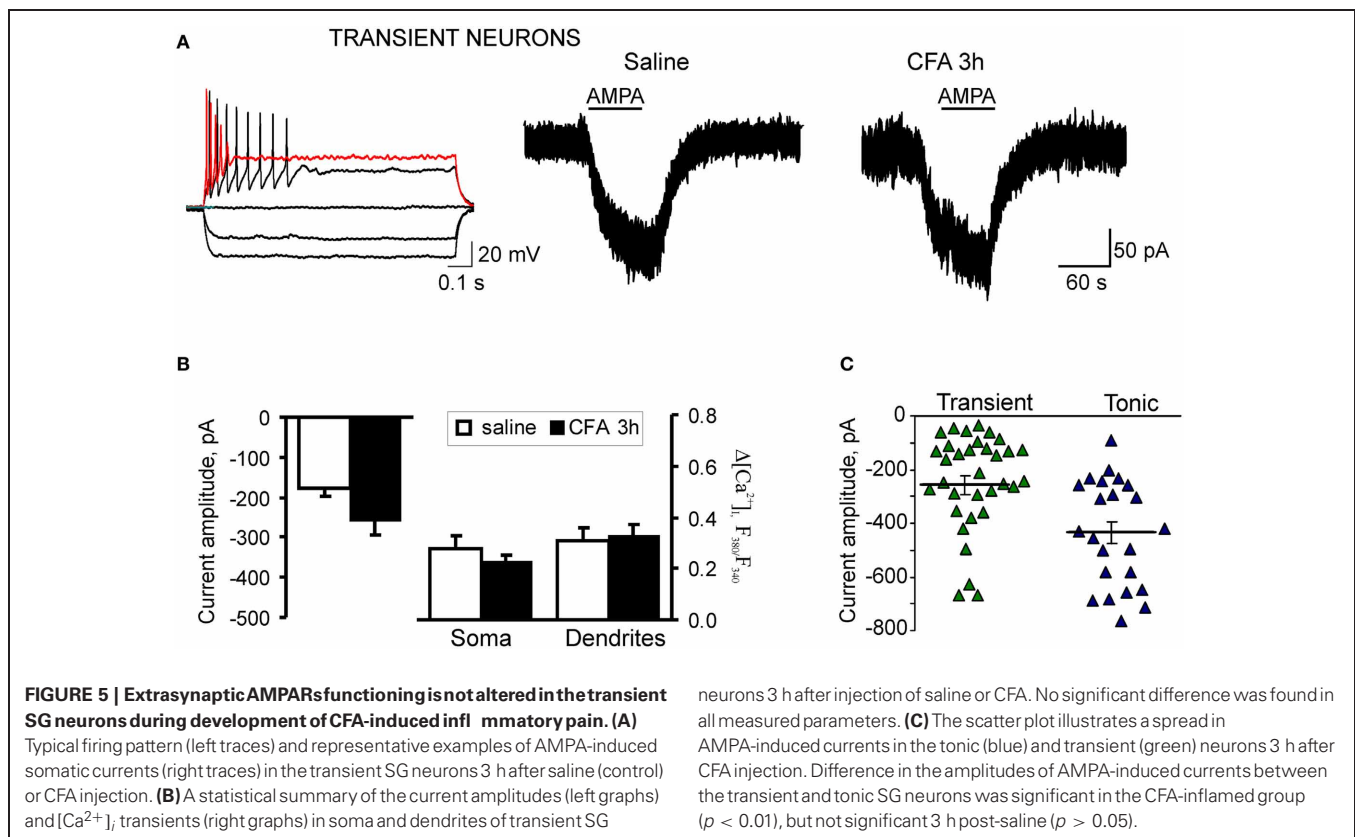 A
TRANSIENT NEURONS
Saline
CFA 3h
AMPA
AMPA
20 mV
0.1 s
50 pA
60 s
B
Current amplitude, pA
0
-100
-200
-300
-400
-500
saline
CFA 3h
Soma
Dendrites
0.8
0.6
0.4
0.2
0.0
Δ[Ca²⁺]ᵢ, F₃₈₀/F₃₄₀
C
Transient
Tonic
Current amplitude, pA
0
-200
-400
-600
-800
FIGURE 5 | Extrasynaptic AMPARs functioning is not altered in the transient
SG neurons during development of CFA-induced infl mmatory pain. (A)
Typical firing pattern (left traces) and representative examples of AMPA-induced
somatic currents (right traces) in the transient SG neurons 3 h after saline (control)
or CFA injection. (B) A statistical summary of the current amplitudes (left graphs)
and [Ca²⁺]ᵢ transients (right graphs) in soma and dendrites of transient SG
neurons 3 h after injection of saline or CFA. No significant difference was found in
all measured parameters. (C) The scatter plot illustrates a spread in
AMPA-induced currents in the tonic (blue) and transient (green) neurons 3 h after
CFA injection. Difference in the amplitudes of AMPA-induced currents between
the transient and tonic SG neurons was significant in the CFA-inflamed group
(p < 0.01), but not significant 3 h post-saline (p > 0.05).